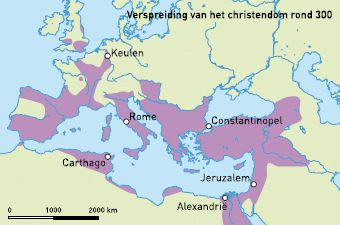 Verspreiding van het christendom rond 300
Keulen
Rome
Constantinopel
Carthago
Jeruzalem
Alexandrië
0 1000 2000 km